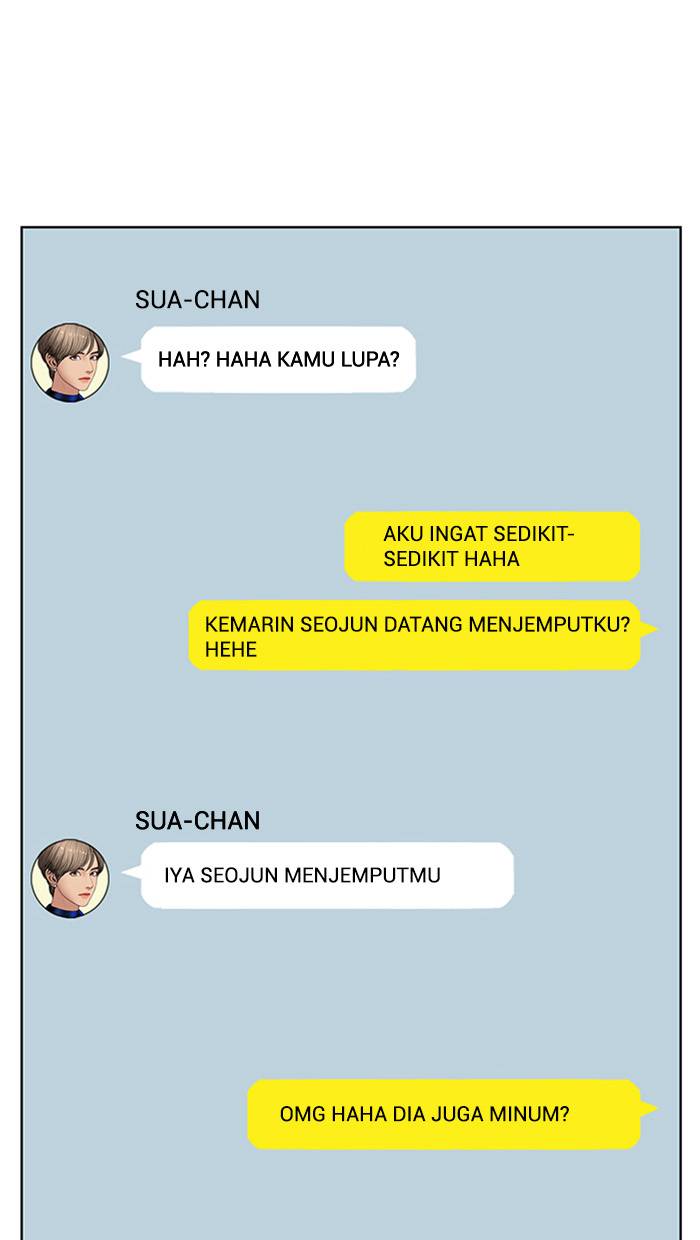 SUA-CHAN
HAH? HAHA KAMU LUPA?
AKU INGAT SEDIKIT-
SEDIKIT HAHA
KEMARIN SEOJUN DATANG MENJEMPUTKU?
HEHE
SUA-CHAN
IYA SEOJUN MENJEMPUTMU
OMG HAHA DIA JUGA MINUM?